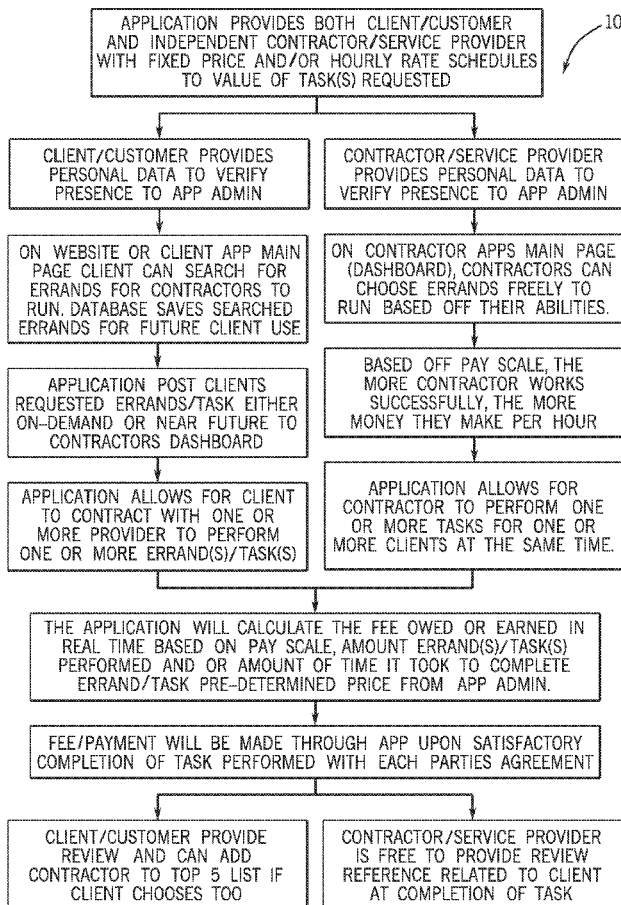 APPLICATION PROVIDES BOTH CLIENT/CUSTOMER
AND INDEPENDENT CONTRACTOR/SERVICE PROVIDER
WITH FIXED PRICE AND/OR HOURLY RATE SCHEDULES
TO VALUE OF TASK(S) REQUESTED
10
CLIENT/CUSTOMER PROVIDES
PERSONAL DATA TO VERIFY
PRESENCE TO APP ADMIN
CONTRACTOR/SERVICE PROVIDER
PROVIDES PERSONAL DATA TO
VERIFY PRESENCE TO APP ADMIN
ON WEBSITE OR CLIENT APP MAIN
PAGE CLIENT CAN SEARCH FOR
ERRANDS FOR CONTRACTORS TO
RUN. DATABASE SAVES SEARCHED
ERRANDS FOR FUTURE CLIENT USE
ON CONTRACTOR APPS MAIN PAGE
(DASHBOARD), CONTRACTORS CAN
CHOOSE ERRANDS FREELY TO
RUN BASED OFF THEIR ABILITIES.
APPLICATION POST CLIENTS
REQUESTED ERRANDS/TASK EITHER
ON-DEMAND OR NEAR FUTURE TO
CONTRACTORS DASHBOARD
BASED OFF PAY SCALE, THE
MORE CONTRACTOR WORKS
SUCCESSFULLY, THE MORE
MONEY THEY MAKE PER HOUR
APPLICATION ALLOWS FOR CLIENT
TO CONTRACT WITH ONE OR
MORE PROVIDER TO PERFORM
ONE OR MORE ERRAND(S)/TASK(S)
APPLICATION ALLOWS FOR
CONTRACTOR TO PERFORM ONE
OR MORE TASKS FOR ONE OR
MORE CLIENTS AT THE SAME TIME.
THE APPLICATION WILL CALCULATE THE FEE OWED OR EARNED IN
REAL TIME BASED ON PAY SCALE, AMOUNT ERRAND(S)/TASK(S)
PERFORMED AND OR AMOUNT OF TIME IT TOOK TO COMPLETE
ERRAND/TASK PRE-DETERMINED PRICE FROM APP ADMIN.
FEE/PAYMENT WILL BE MADE THROUGH APP UPON SATISFACTORY
COMPLETION OF TASK PERFORMED WITH EACH PARTIES AGREEMENT
CLIENT/CUSTOMER PROVIDE
REVIEW AND CAN ADD
CONTRACTOR TO TOP 5 LIST IF
CLIENT CHOOSES TOO
CONTRACTOR/SERVICE PROVIDER
IS FREE TO PROVIDE REVIEW
REFERENCE RELATED TO CLIENT
AT COMPLETION OF TASK